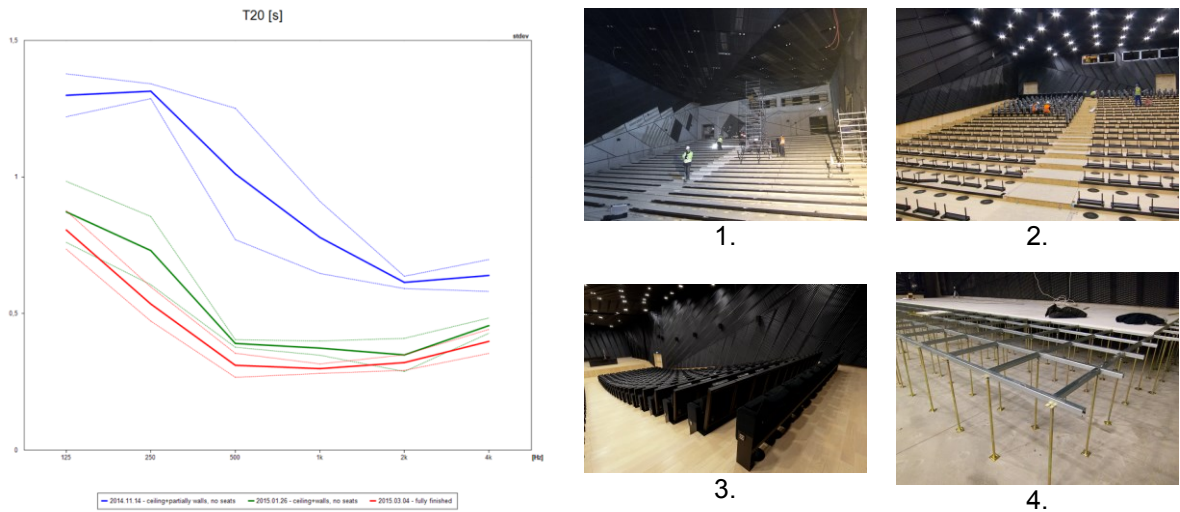 T20 [s]
stdev
1,5
1
0,5
0
125 250 500 1k 2k [Hz] 4k
2014.11.14 - ceiling+partially walls, no seats 2015.01.26 - ceiling+walls, no seats 2015.03.04 - fully finished
1.
2.
3.
4.